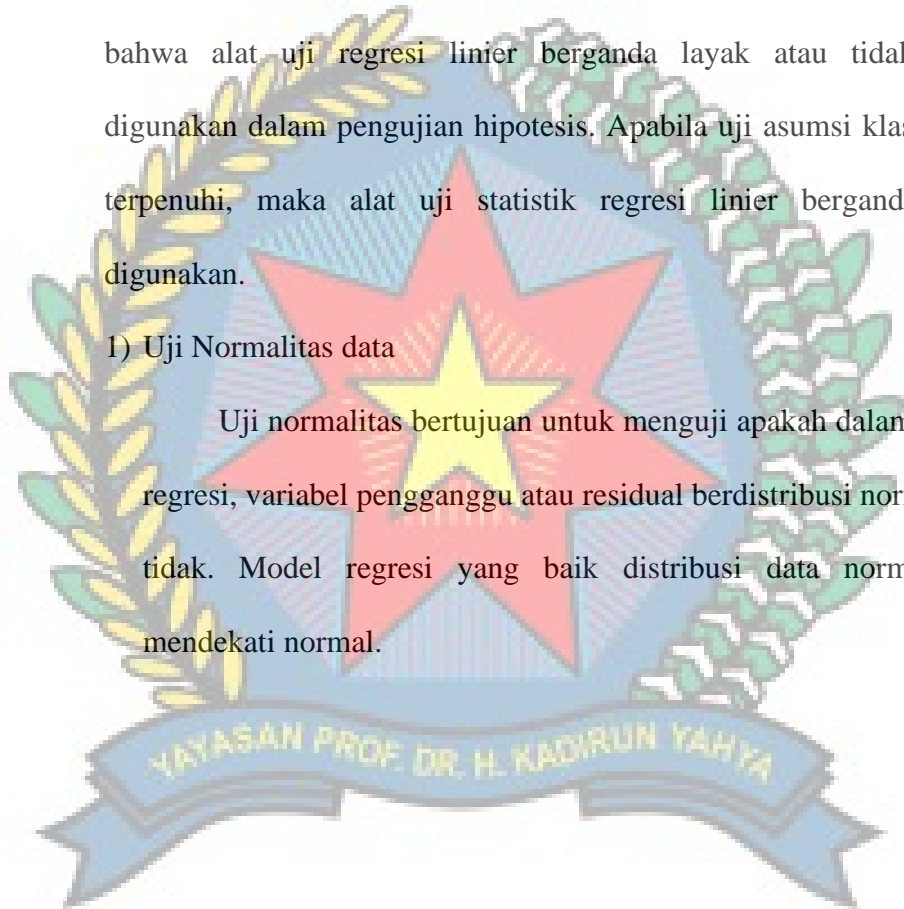 bahwa alat uji regresi linier berganda layak atau tidak
digunakan dalam pengujian hipotesis. Apabila uji asumsi klas
terpenuhi, maka alat uji statistik regresi linier bergand
digunakan.
1) Uji Normalitas data
Uji normalitas bertujuan untuk menguji apakah dalam
regresi, variabel pengganggu atau residual berdistribusi nor
tidak. Model regresi yang baik distribusi data norm
mendekati normal.
YAYASAN PROF. DR. H. KADIRUN YAHYA